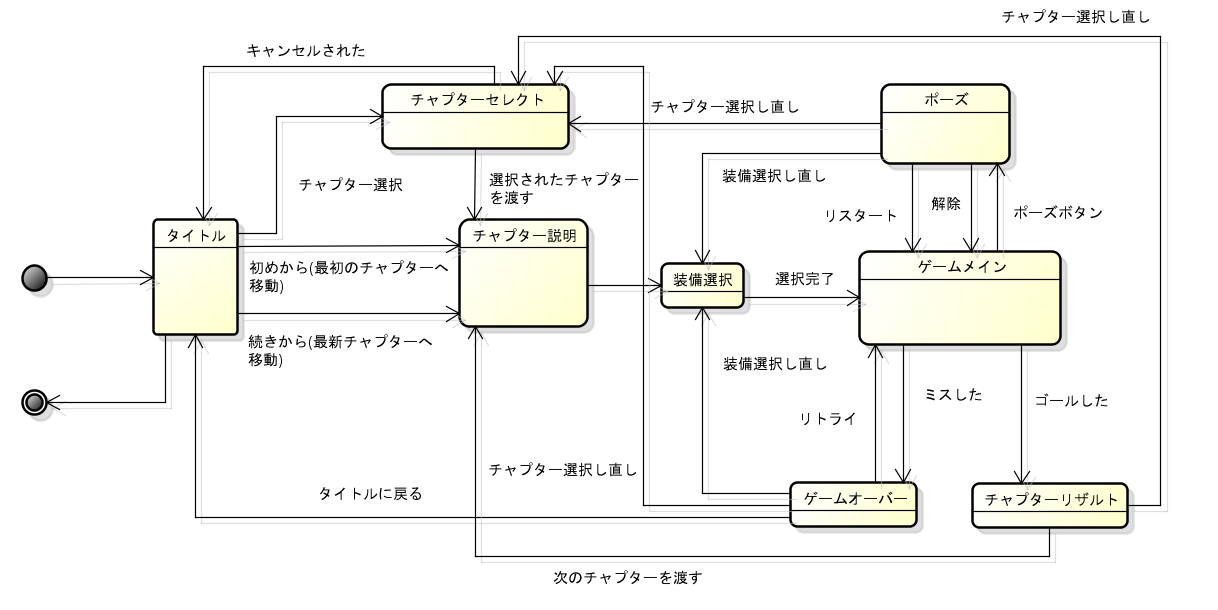 チャプター選択し直し
キャンセルされた
チャプターセレクト
ポーズ
チャプター選択し直し
チャプター選択
選択されたチャプター
を渡す
装備選択し直し
リスタート
解除
ポーズボタン
タイトル
チャプター説明
初めから(最初のチャプターへ
移動)
装備選択
選択完了
ゲームメイン
続きから(最新チャプターへ
移動)
装備選択し直し
リトライ
ミスした
ゴールした
チャプター選択し直し
タイトルに戻る
ゲームオーバー
チャプターリザルト
次のチャプターを渡す